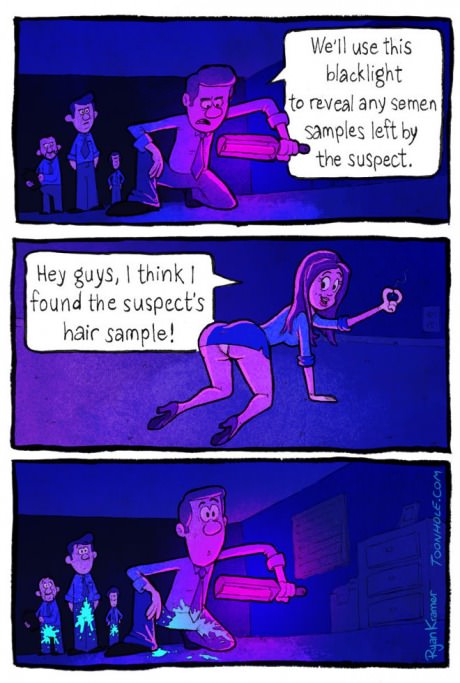 We'll use this
blacklight
to reveal any semen
samples left by
the suspect.
Hey guys, I think I
found the suspect's
hair sample!
Ryan Kramer TOONHOLE.COM